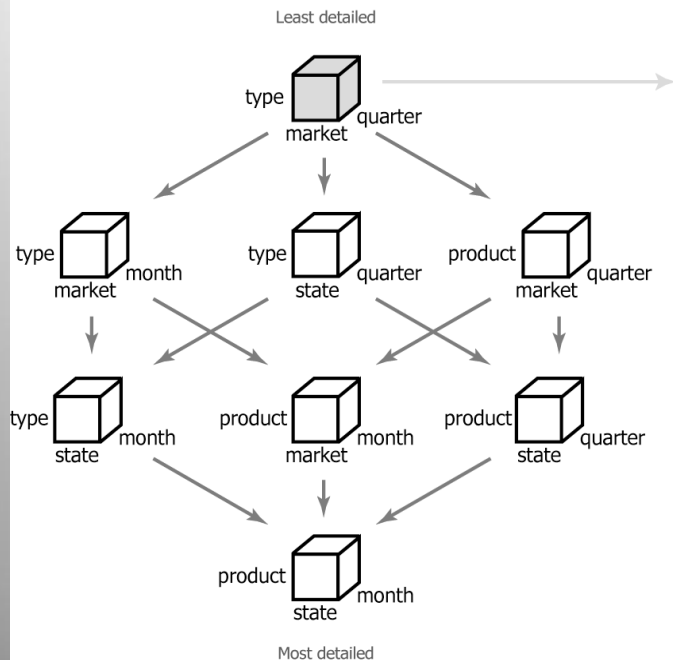 Least detailed
type
quarter
market
type
month
market
type
quarter
state
product
quarter
market
type
month
state
product
month
market
product
quarter
state
product
month
state
Most detailed